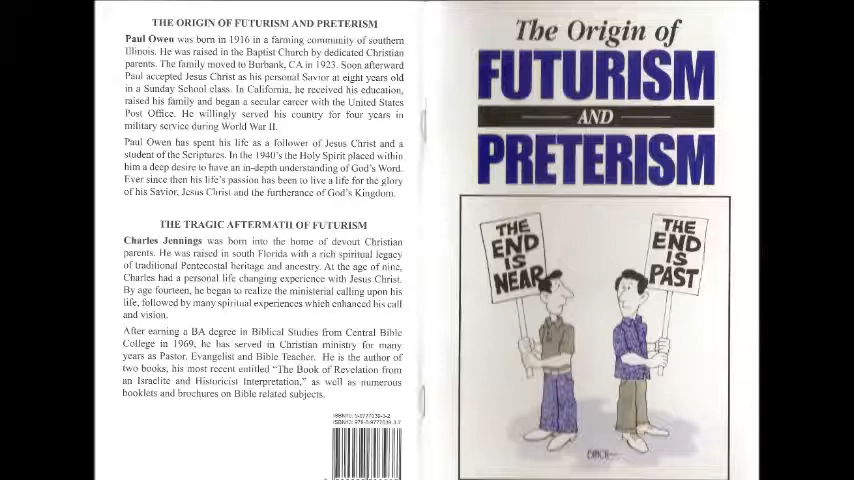 THE ORIGIN OF FUTURISM AND PRETERISM
Paul Owen was born in 1916 in a farming community of southern
Illinois. He was raised in the Baptist Church by dedicated Christian
parents. The family moved to Burbank, CA in 1923. Soon afterward
Paul accepted Jesus Christ as his personal Savior at eight years old
in a Sunday School class. In California, he received his education,
raised his family and began a secular career with the United States
Post Office. He willingly served his country for four years in
military service during World War II.
Paul Owen has spent his life as a follower of Jesus Christ and a
student of the Scriptures. In the 1940's the Holy Spirit placed within
him a deep desire to have an in-depth understanding of God's Word.
Ever since then his life's passion has been to live a life for the glory
of his Savior, Jesus Christ and the furtherance of God's Kingdom.
THE TRAGIC AFTERMATH OF FUTURISM
Charles Jennings was born into the home of devout Christian
parents. He was raised in south Florida with a rich spiritual legacy
of traditional Pentecostal heritage and ancestry. At the age of nine,
Charles had a personal life changing experience with Jesus Christ.
By age fourteen, he began to realize the ministerial calling upon his
life, followed by many spiritual experiences which enhanced his call
and vision.
After earning a BA degree in Biblical Studies from Central Bible
College in 1969, he has served in Christian ministry for many
years as Pastor, Evangelist and Bible Teacher. He is the author of
two books, his most recent entitled "The Book of Revelation from
an Israelite and Historicist Interpretation," as well as numerous
booklets and brochures on Bible related subjects.
The Origin of
FUTURISM
AND
PRETERISM
THE
END
IS
NEAR
THE
END
IS
PAST